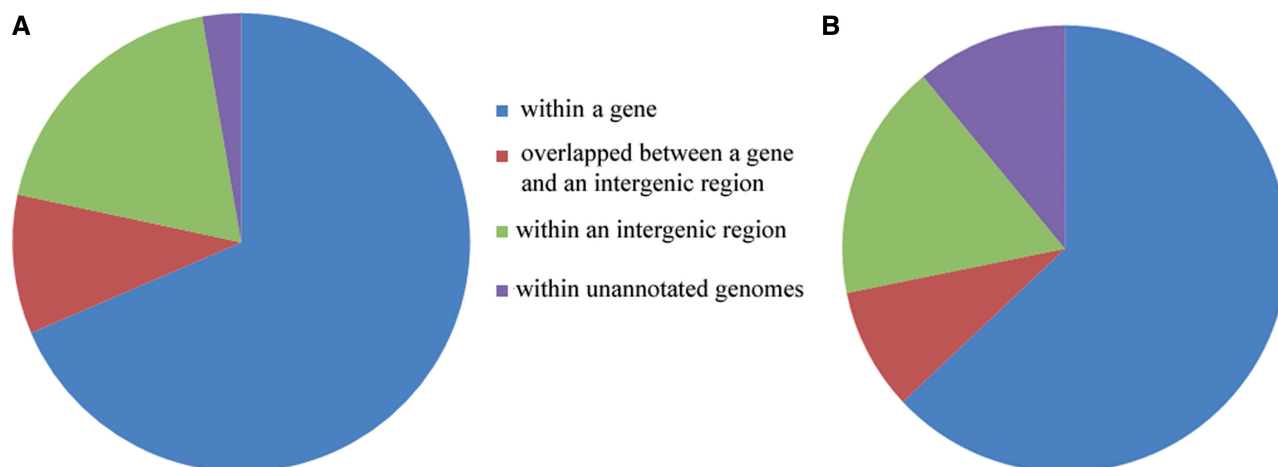 A
B
within a gene
overlapped between a gene
and an intergenic region
within an intergenic region
within unannotated genomes